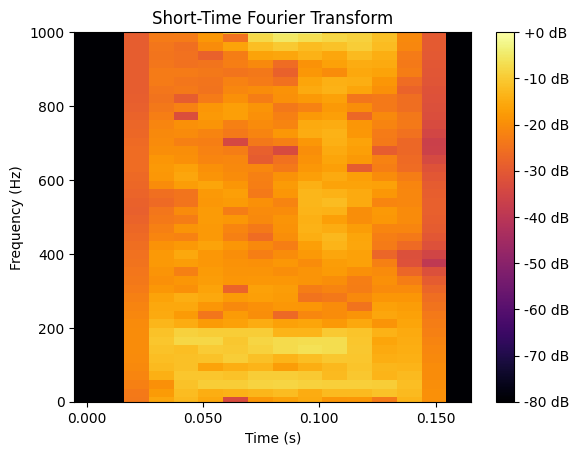 Short-Time Fourier Transform
1000
800
600
400
200
0
Frequency (Hz)
0.000
0.050
0.100
0.150
Time (s)
+0 dB
-10 dB
-20 dB
-30 dB
-40 dB
-50 dB
-60 dB
-70 dB
-80 dB